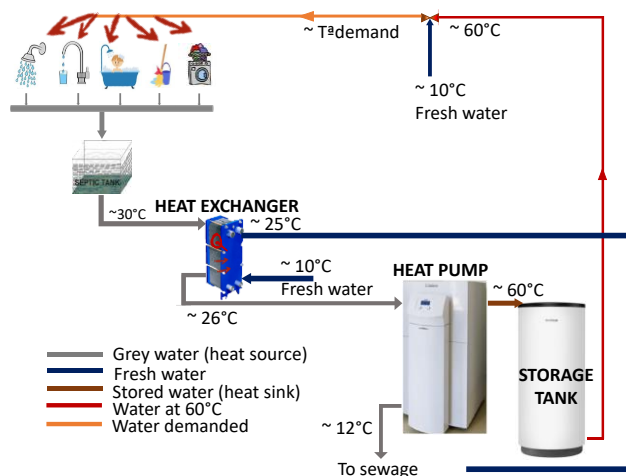 ~ Tªdemand
~ 60°C
~ 10°C
Fresh water
SEPTIC TANK
~30°C
HEAT EXCHANGER
~ 25°C
~ 10°C
Fresh water
HEAT PUMP
~ 60°C
~ 26°C
Grey water (heat source)
Fresh water
Stored water (heat sink)
Water at 60°C
Water demanded
STORAGE
TANK
~ 12°C
To sewage